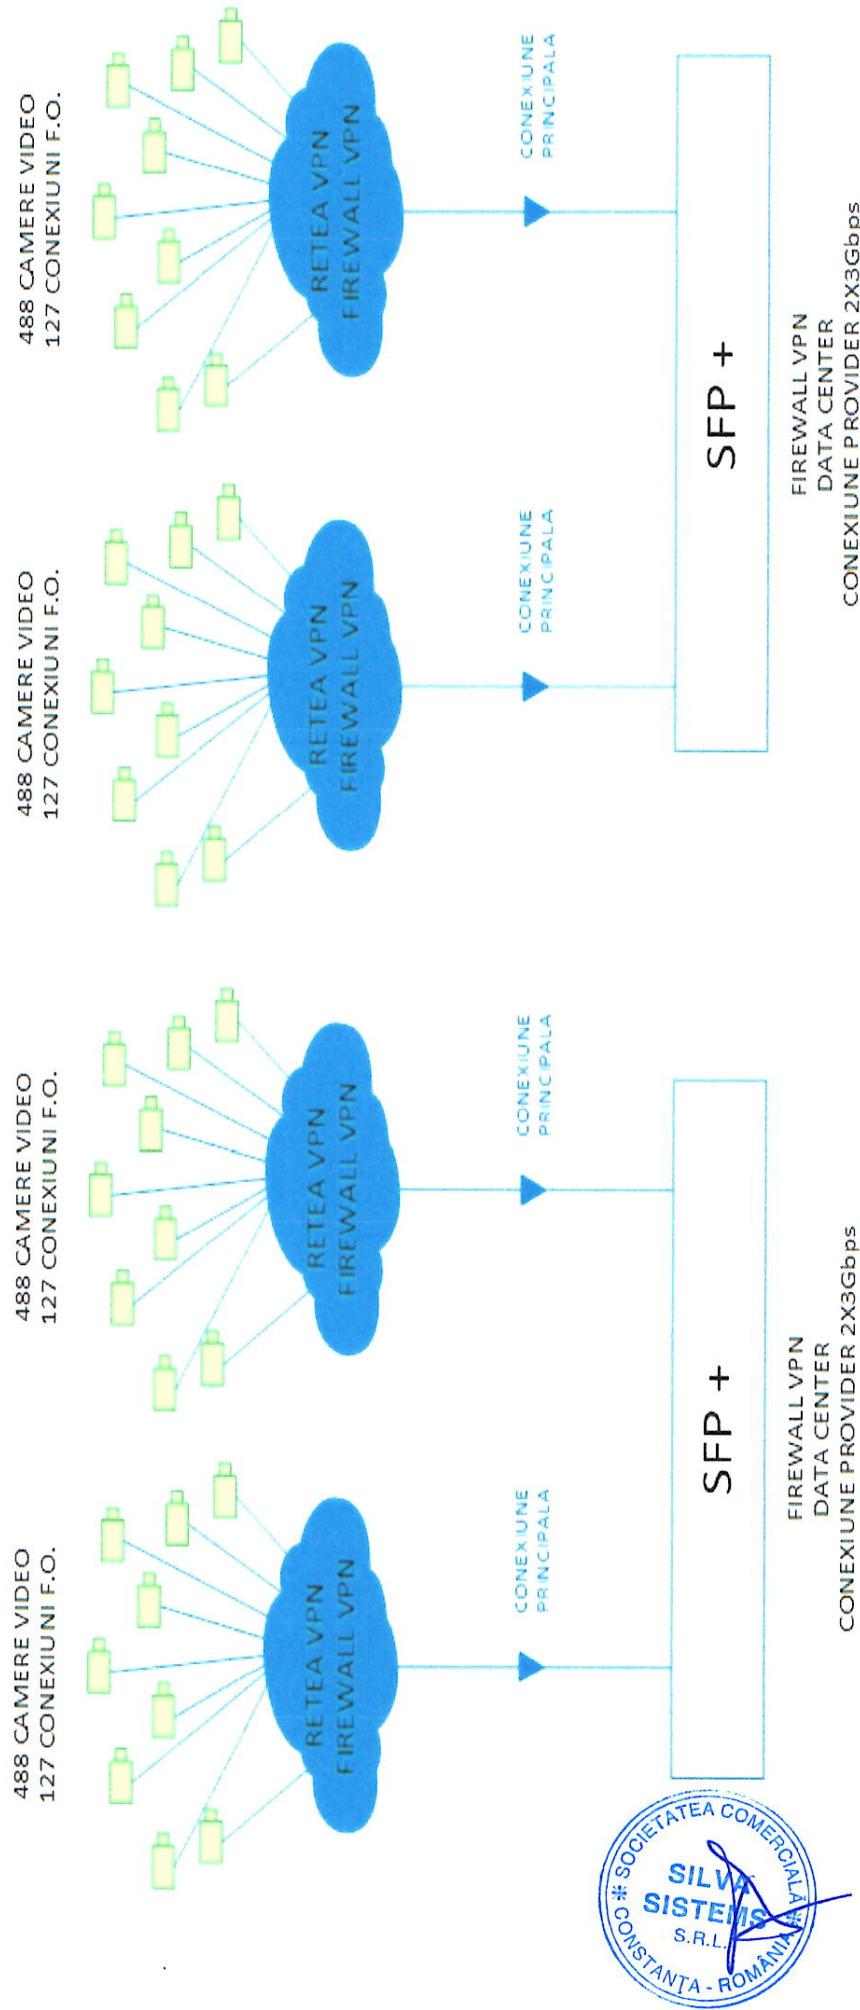 488 CAMERE VIDEO
127 CONEXIUNI F.O.
488 CAMERE VIDEO
127 CONEXIUNI F.O.
488 CAMERE VIDEO
127 CONEXIUNI F.O.
488 CAMERE VIDEO
127 CONEXIUNI F.O.
RETEA VPN
FIREWALL VPN
RETEA VPN
FIREWALL VPN
RETEA VPN
FIREWALL VPN
RETEA VPN
FIREWALL VPN
CONEXIUNE
PRINCIPALA
CONEXIUNE
PRINCIPALA
CONEXIUNE
PRINCIPALA
CONEXIUNE
PRINCIPALA
SFP +
SFP +
FIREWALL VPN
DATA CENTER
CONEXIUNE PROVIDER 2X3Gbps
FIREWALL VPN
DATA CENTER
CONEXIUNE PROVIDER 2X3Gbps
SOCIETATEA COMERCIALĂ
SILVA
SISTEMS
S.R.L.
CONSTANȚA - ROMÂNIA